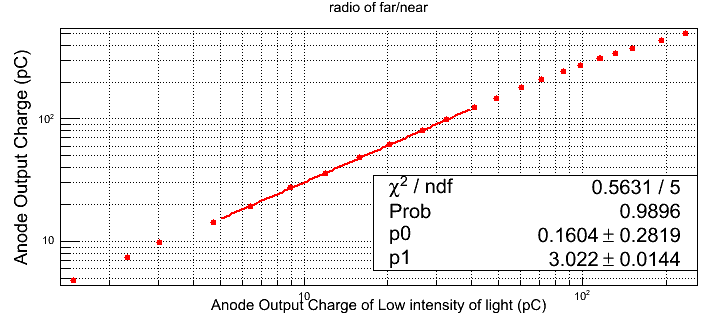 radio of far/near
Anode Output Charge (pC)
10²
10
χ² / ndf 0.5631 / 5
Prob 0.9896
p0 0.1604 ± 0.2819
p1 3.022 ± 0.0144
10 10²
Anode Output Charge of Low intensity of light (pC)